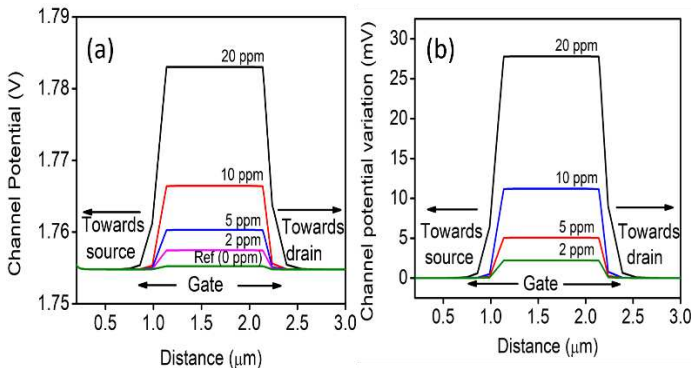 (a)
Channel Potential (V)
1.79
1.78
1.77
1.76
1.75
20 ppm
10 ppm
5 ppm
2 ppm
Ref (0 ppm)
Towards
source
Towards
drain
Gate
0.5 1.0 1.5 2.0 2.5 3.0
Distance (μm)
(b)
Channel potential variation (mV)
30
25
20
15
10
5
0
20 ppm
10 ppm
5 ppm
2 ppm
Towards
source
Towards
drain
Gate
0.5 1.0 1.5 2.0 2.5 3.0
Distance (μm)